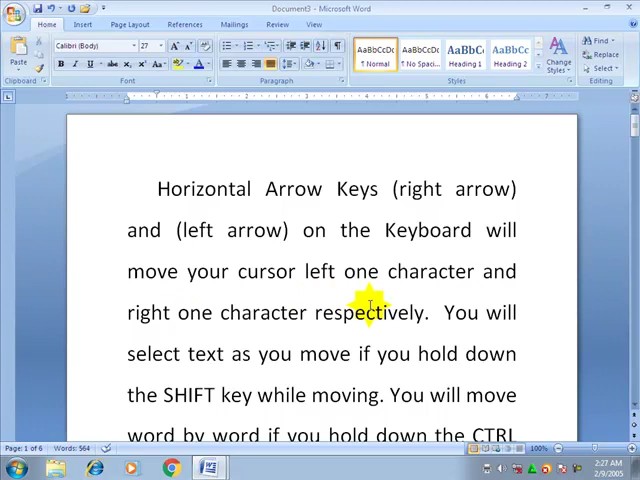 Document3 - Microsoft Word
Home Insert Page Layout References Mailings Review View
Paste
Calibri (Body) 27
AaBbCcDc AaBbCcDc AaBbC AaBbCc
¶ Normal ¶ No Spaci... Heading 1 Heading 2
Change Styles
Find
Replace
Select
Clipboard Font Paragraph Styles Editing
Horizontal Arrow Keys (right arrow)
and (left arrow) on the Keyboard will
move your cursor left one character and
right one character respectively. You will
select text as you move if you hold down
the SHIFT key while moving. You will move
word by word if you hold down the CTRL
Page: 1 of 6 Words: 564 100%
2:27 AM
2/9/2005